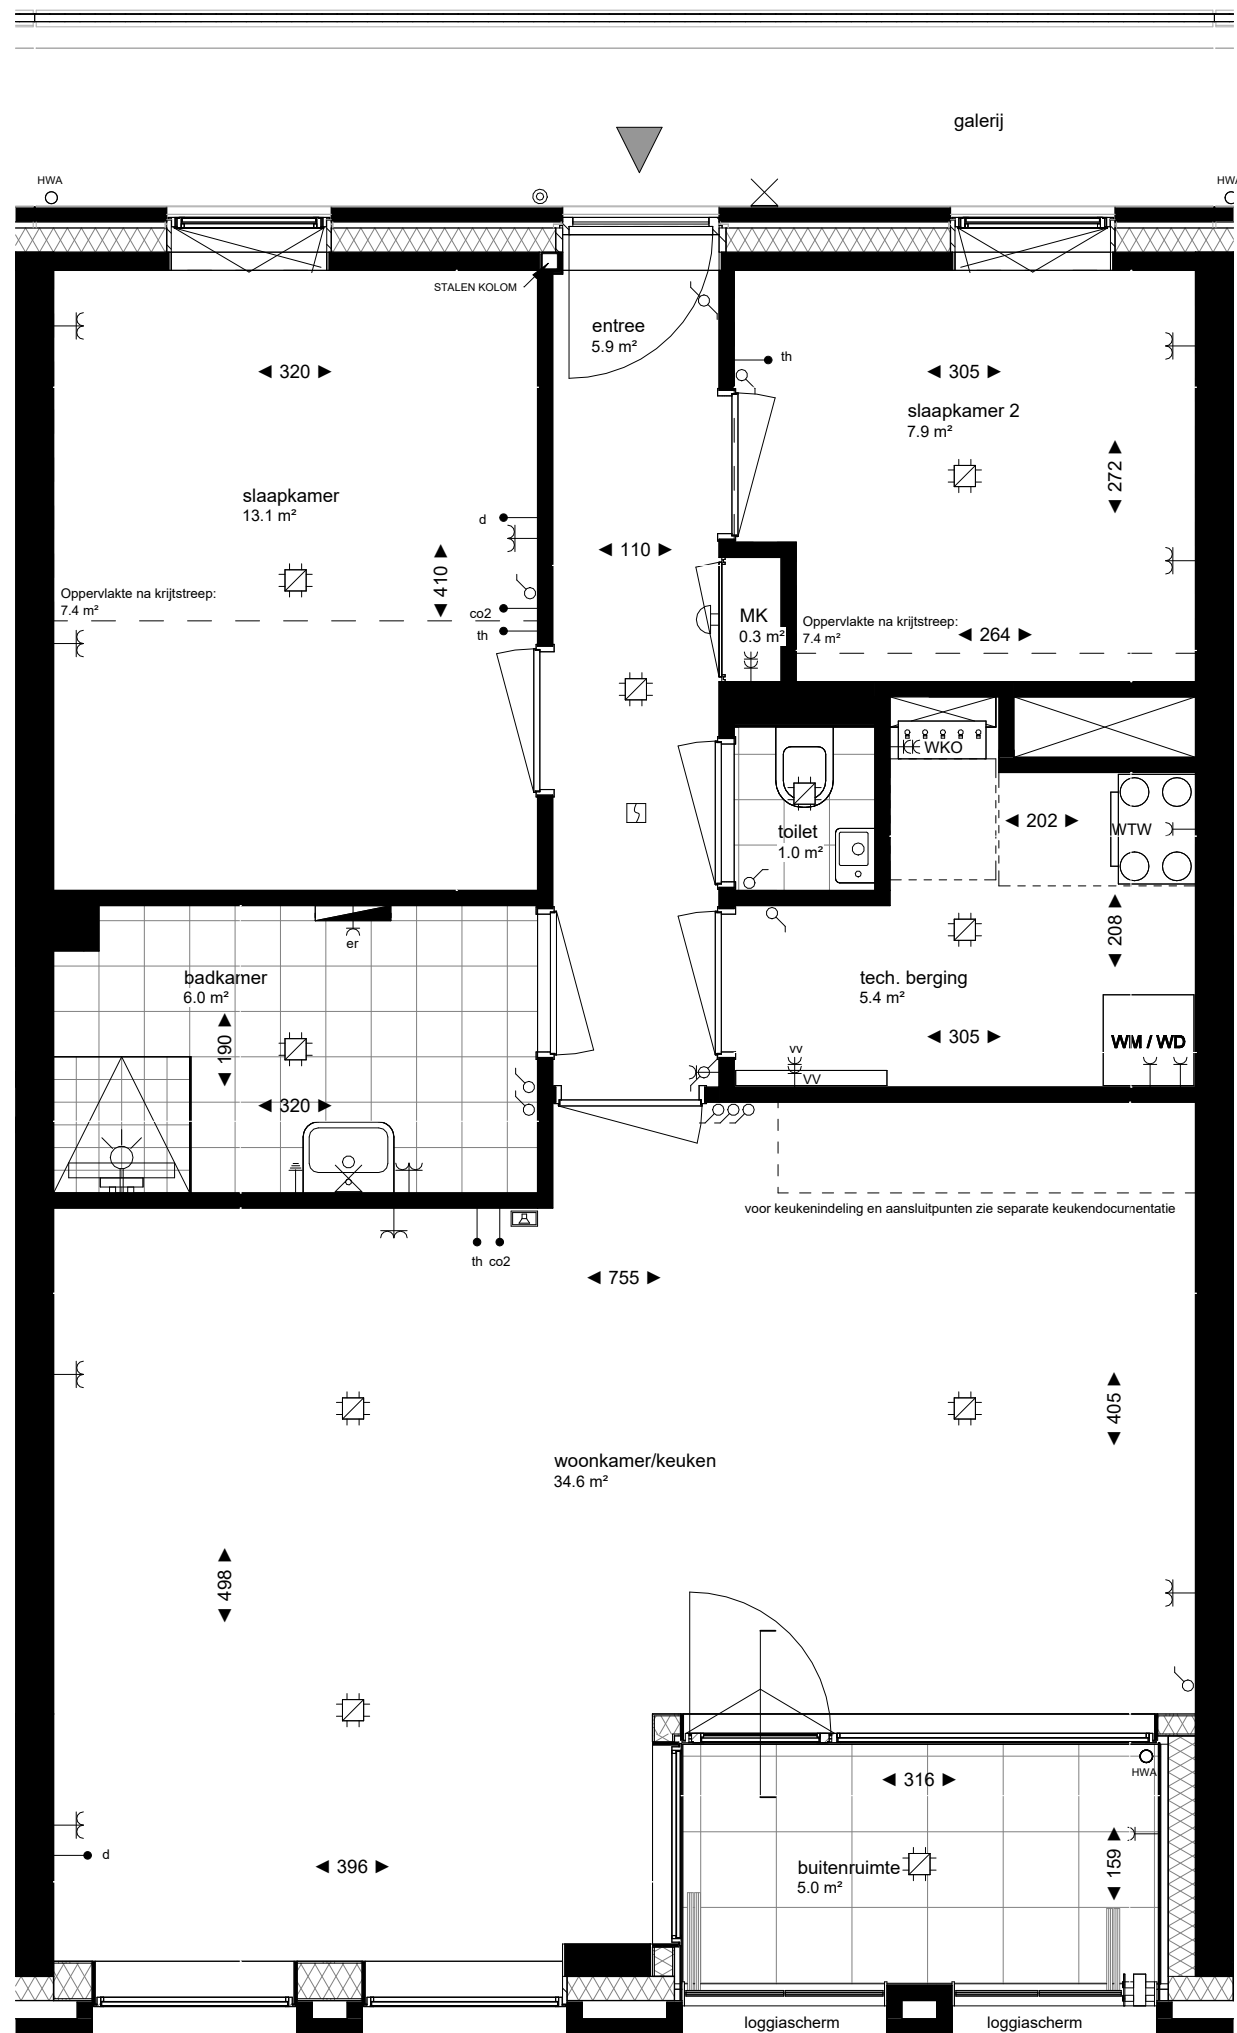 galerij
HWA
HWA
STALEN KOLOM
entree
5.9 m²
th
◄ 320 ►
◄ 305 ►
slaapkamer 2
7.9 m²
272
slaapkamer
13.1 m²
d
◄ 110 ►
410
Oppervlakte na krijtstreep:
7.4 m²
co2
th
MK
0.3 m²
Oppervlakte na krijtstreep:
7.4 m²
◄ 264 ►
WKO
◄ 202 ►
WTW
toilet
1.0 m²
208
er
badkamer
6.0 m²
tech. berging
5.4 m²
190
◄ 305 ►
WM / WD
vv
VV
◄ 320 ►
voor keukenindeling en aansluitpunten zie separate keukendocumentatie
th co2
◄ 755 ►
405
woonkamer/keuken
34.6 m²
498
HWA
◄ 316 ►
159
d
◄ 396 ►
buitenruimte
5.0 m²
loggiascherm
loggiascherm